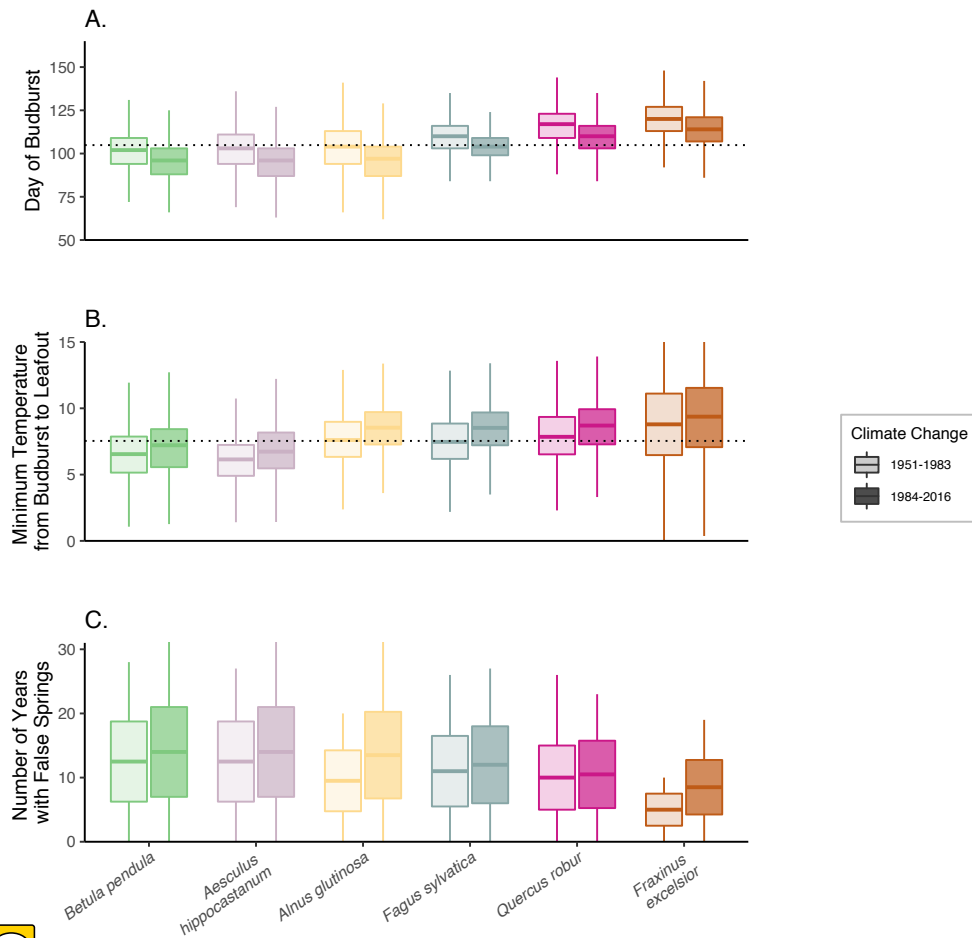 A.
Day of Budburst
150
125
100
75
50
B.
Minimum Temperature
from Budburst to Leafout
15
10
5
0
Climate Change
1951-1983
1984-2016
C.
Number of Years
with False Springs
30
20
10
0
Betula pendula
Aesculus
hippocastanum
Alnus glutinosa
Fagus sylvatica
Quercus robur
Fraxinus
excelsior